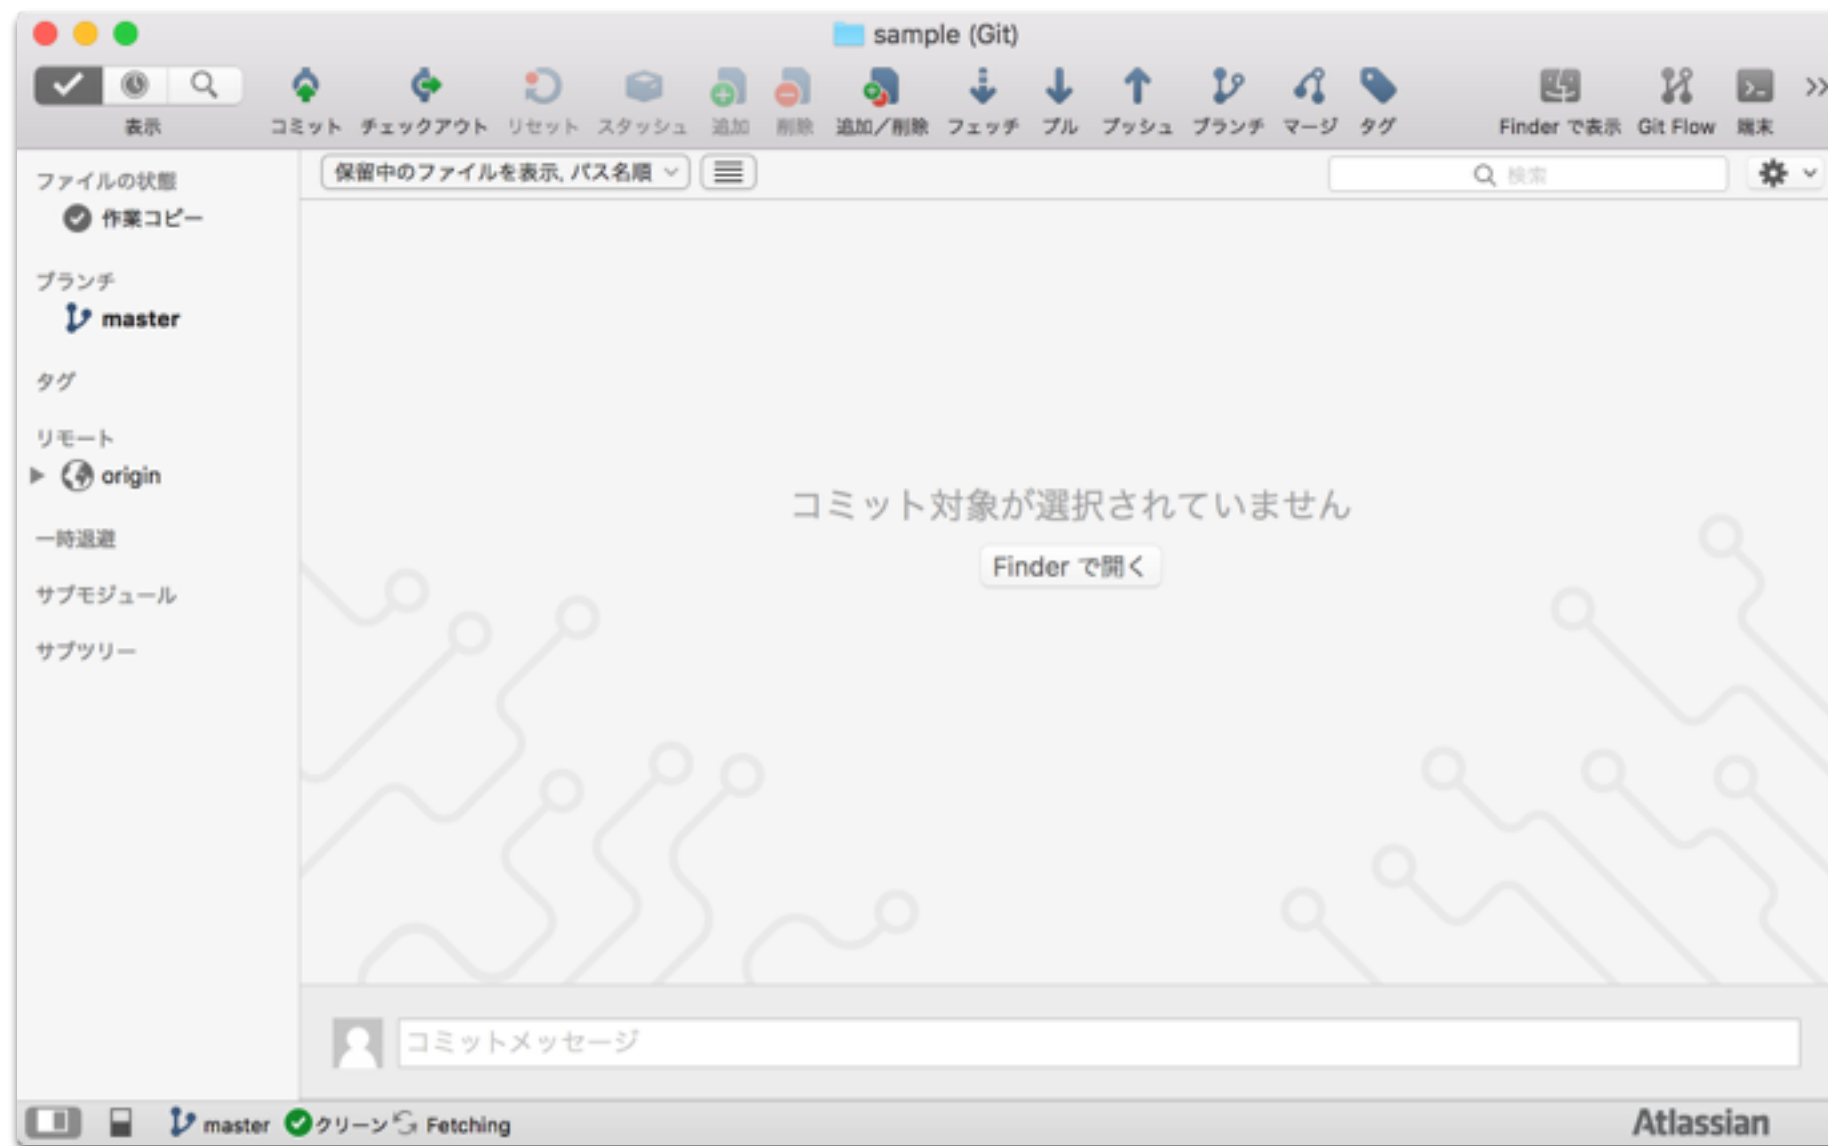 sample (Git)
表示
コミット チェックアウト リセット スタッシュ 追加 削除 追加／削除 フェッチ プル プッシュ ブランチ マージ タグ Finder で表示 Git Flow 端末
ファイルの状態
作業コピー
ブランチ
master
タグ
リモート
origin
一時退避
サブモジュール
サブツリー
保留中のファイルを表示, パス名順
検索
コミット対象が選択されていません
Finder で開く
コミットメッセージ
master クリーン Fetching
Atlassian